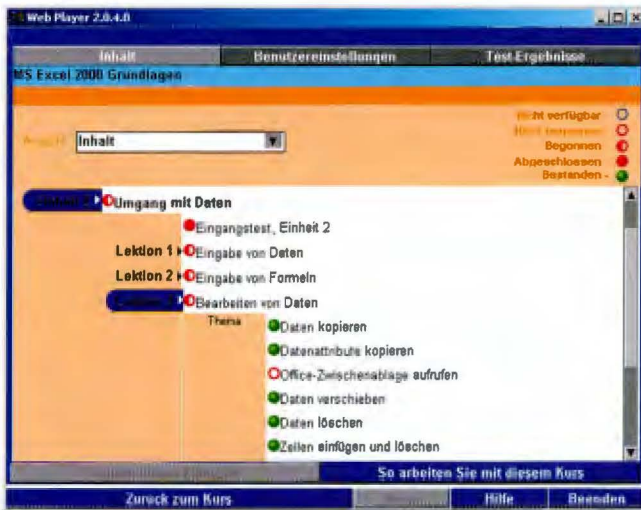 Web Player 2.0.4.0
Inhalt Benutzereinstellungen Test-Ergebnisse
MS Excel 2000 Grundlagen
Nicht verfügbar
Begonnen
Abgeschlossen
Bestanden -
Ansicht Inhalt
Umgang mit Daten
Eingangstest, Einheit 2
Lektion 1 Eingabe von Daten
Lektion 2 Eingabe von Formeln
Bearbeiten von Daten
Thema
Daten kopieren
Datenattribute kopieren
Office-Zwischenablage aufrufen
Daten verschieben
Daten löschen
Zellen einfügen und löschen
So arbeiten Sie mit diesem Kurs
Zurück zum Kurs Hilfe Beenden